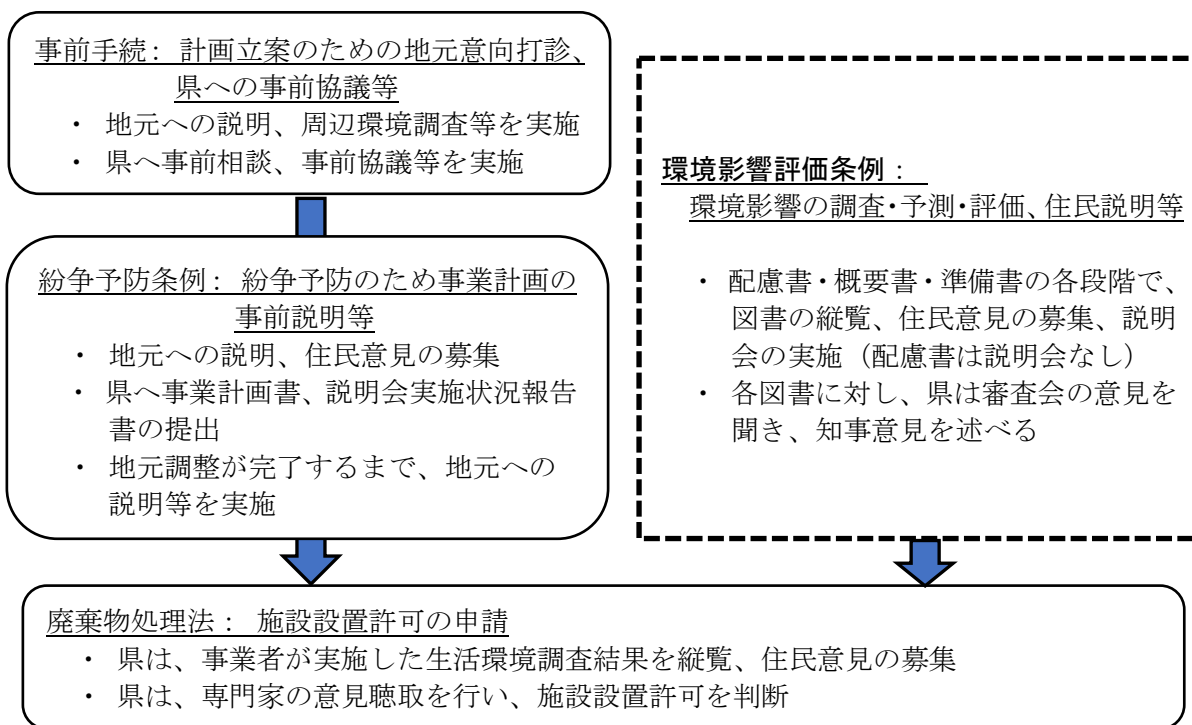 事前手続: 計画立案のための地元意向打診、
県への事前協議等
・ 地元への説明、周辺環境調査等を実施
・ 県へ事前相談、事前協議等を実施
紛争予防条例: 紛争予防のため事業計画の
事前説明等
・ 地元への説明、住民意見の募集
・ 県へ事業計画書、説明会実施状況報告
書の提出
・ 地元調整が完了するまで、地元への
説明等を実施
環境影響評価条例:
環境影響の調査・予測・評価、住民説明等
・ 配慮書・概要書・準備書の各段階で、
図書の縦覧、住民意見の募集、説明
会の実施（配慮書は説明会なし）
・ 各図書に対し、県は審査会の意見を
聞き、知事意見を述べる
廃棄物処理法: 施設設置許可の申請
・ 県は、事業者が実施した生活環境調査結果を縦覧、住民意見の募集
・ 県は、専門家の意見聴取を行い、施設設置許可を判断